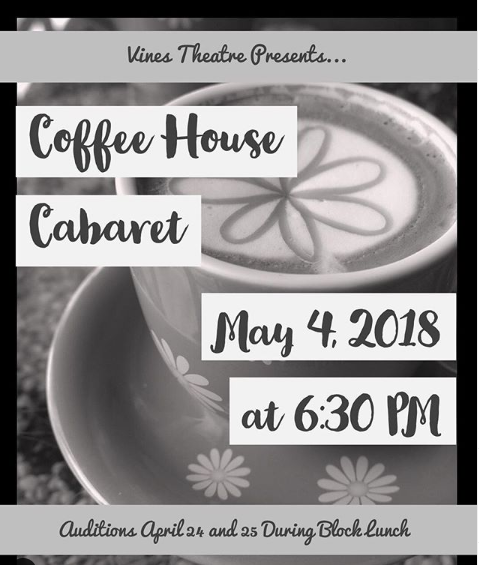 Vines Theatre Presents...
Coffee House
Cabaret
May 4, 2018
at 6:30 PM
Auditions April 24 and 25 During Block Lunch